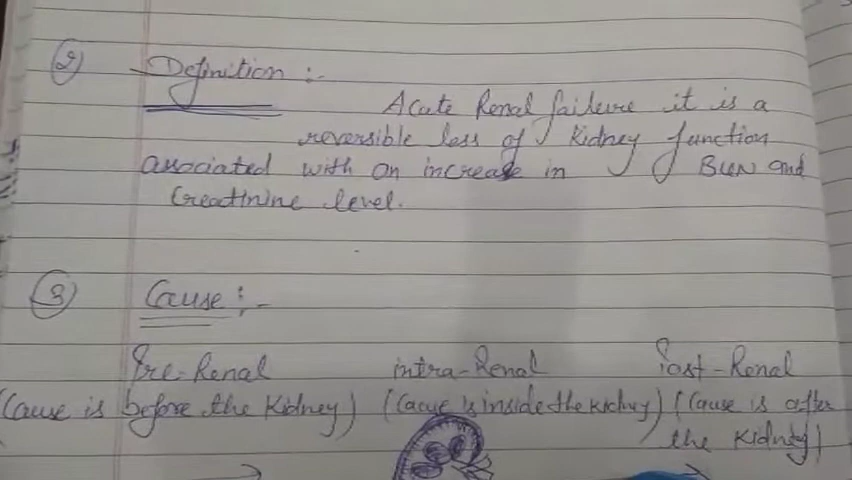 (2) Definition :-
Acute Renal failure it is a
reversible loss of kidney function
associated with an increase in BUN and
Creatinine level.
(3) Cause :-
Pre-Renal intra-Renal Post-Renal
(Cause is before the kidney) (Cacue is inside the kidney) (Cause is after
the kidney)